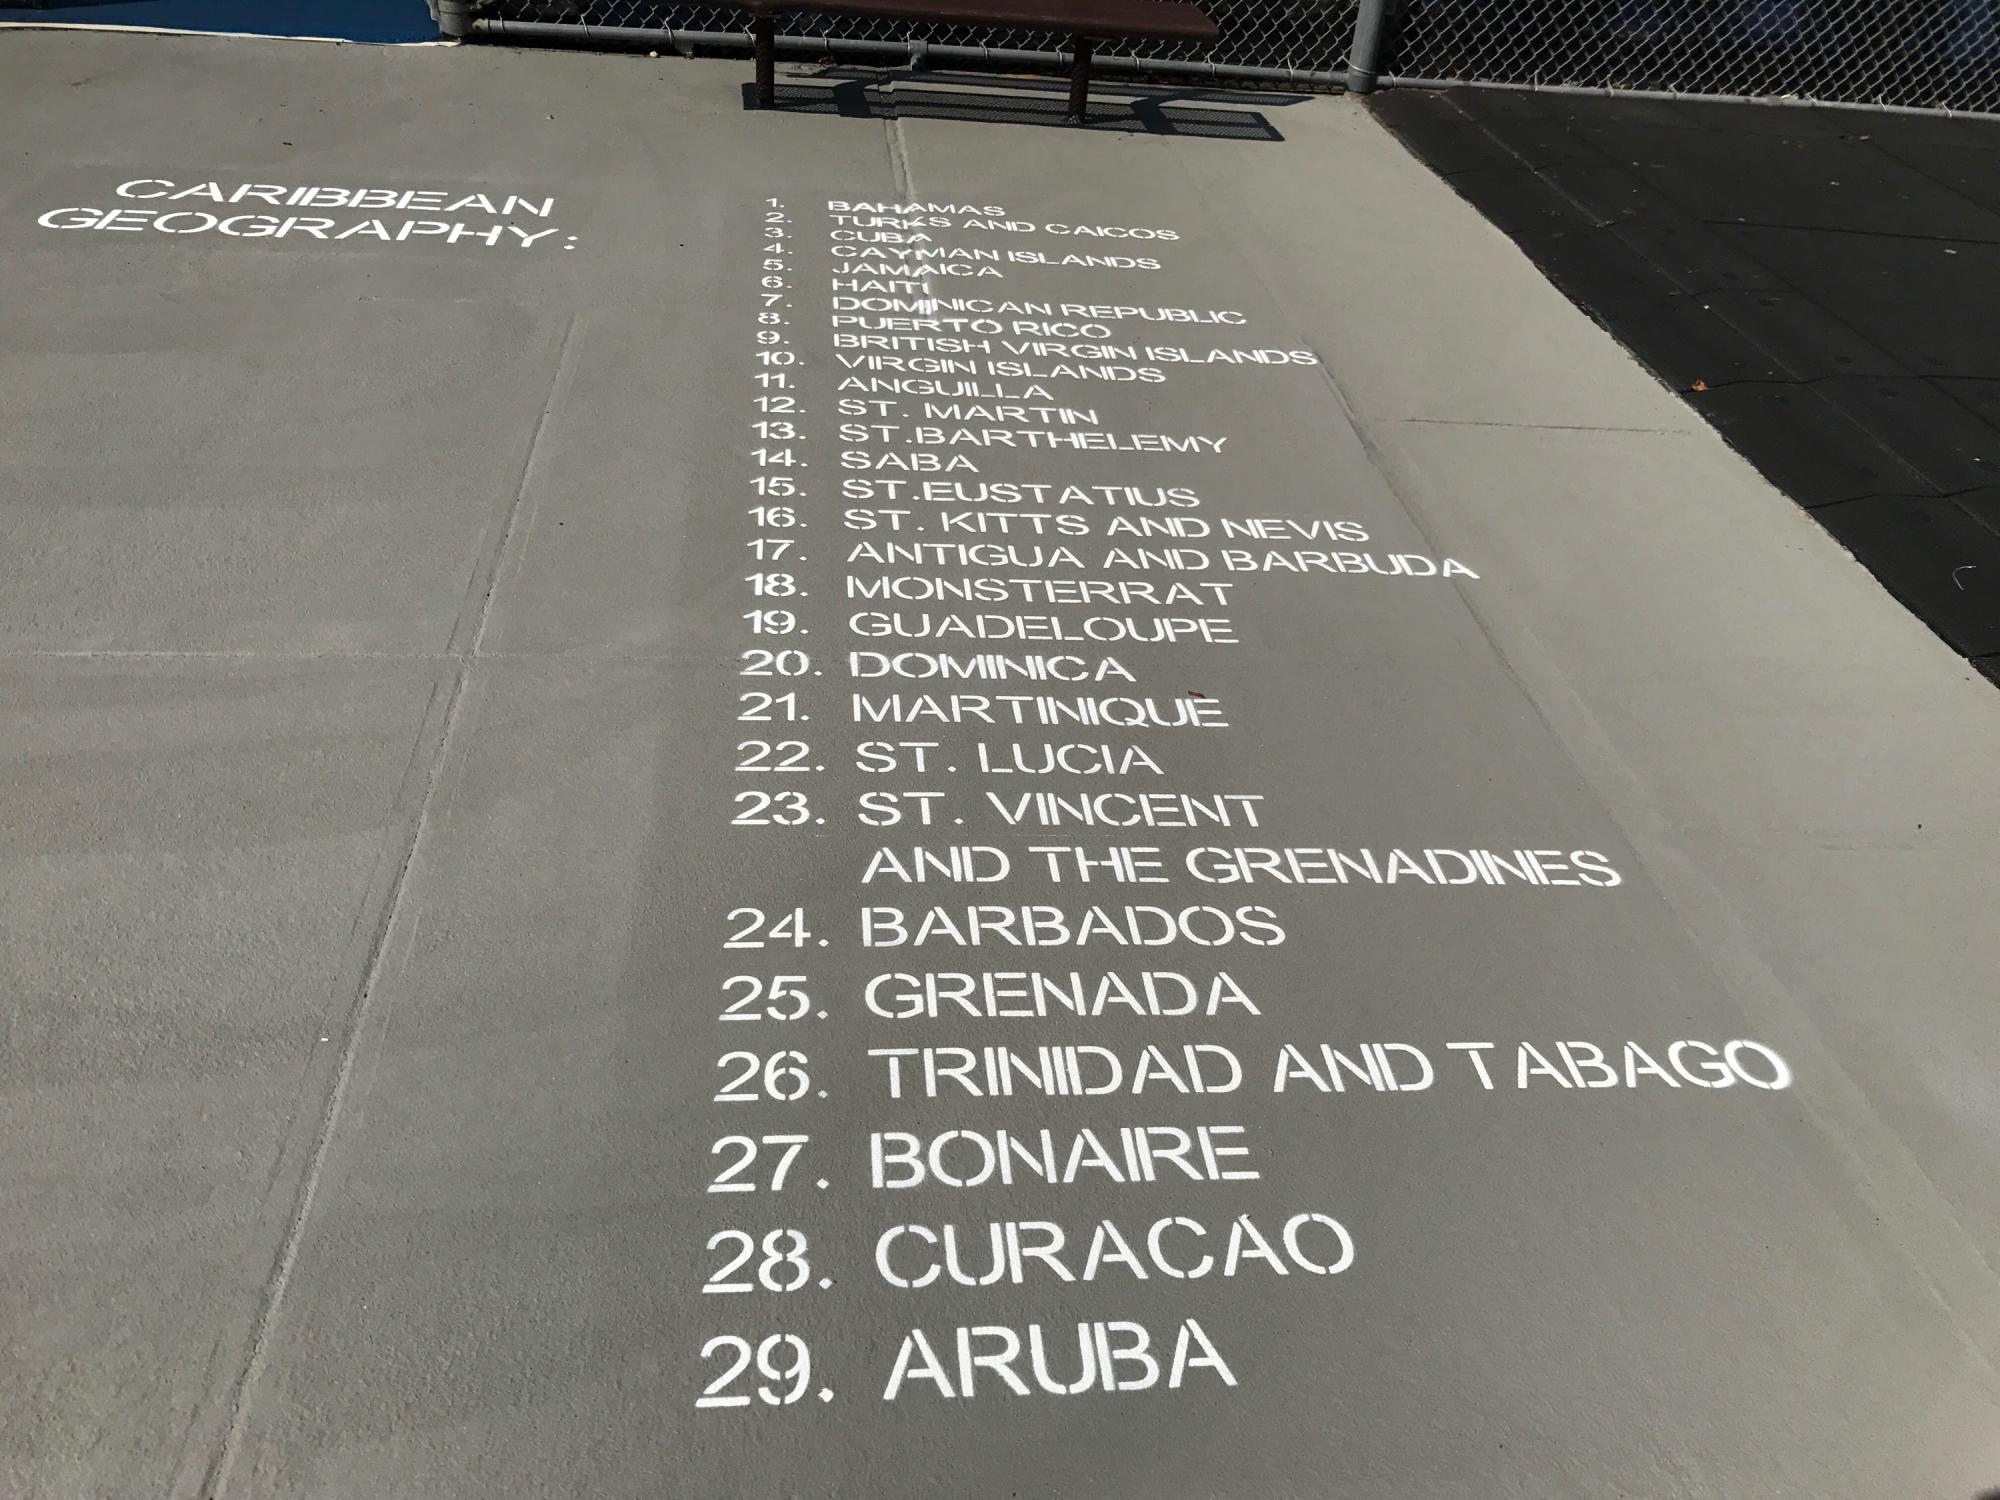 CARIBBEAN
GEOGRAPHY:
1. BAHAMAS
2. TURKS AND CAICOS
3. CUBA
4. CAYMAN ISLANDS
5. JAMAICA
6. HAITI
7. DOMINICAN REPUBLIC
8. PUERTO RICO
9. BRITISH VIRGIN ISLANDS
10. VIRGIN ISLANDS
11. ANGUILLA
12. ST. MARTIN
13. ST.BARTHELEMY
14. SABA
15. ST.EUSTATIUS
16. ST. KITTS AND NEVIS
17. ANTIGUA AND BARBUDA
18. MONSTERRAT
19. GUADELOUPE
20. DOMINICA
21. MARTINIQUE
22. ST. LUCIA
23. ST. VINCENT
AND THE GRENADINES
24. BARBADOS
25. GRENADA
26. TRINIDAD AND TABAGO
27. BONAIRE
28. CURACAO
29. ARUBA